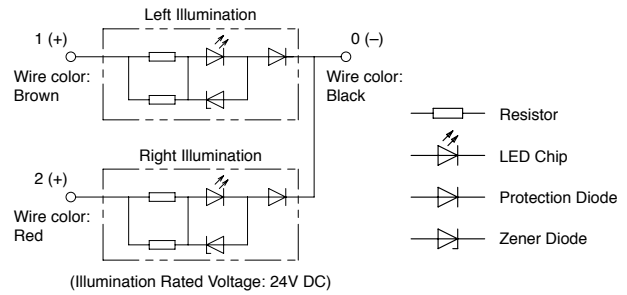 Left Illumination
1 (+)
0 (–)
Wire color:
Brown
Wire color:
Black
Right Illumination
2 (+)
Wire color:
Red
(Illumination Rated Voltage: 24V DC)
Resistor
LED Chip
Protection Diode
Zener Diode